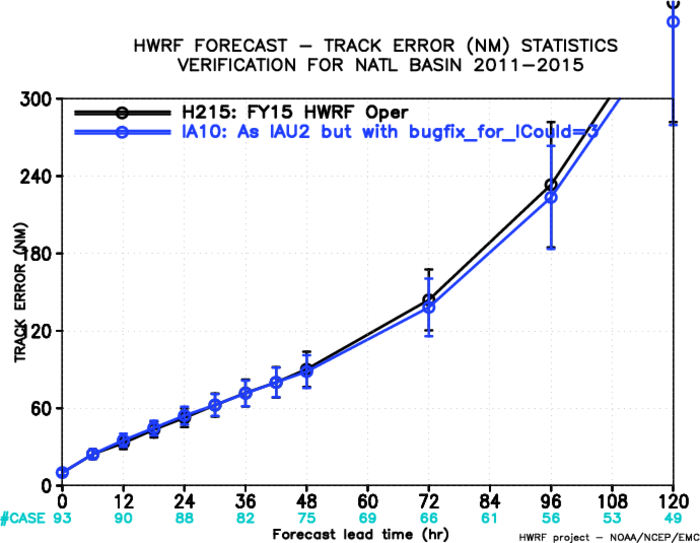 HWRF FORECAST – TRACK ERROR (NM) STATISTICS
VERIFICATION FOR NATL BASIN 2011–2015
H215: FY15 HWRF Oper
IA10: As IAU2 but with bugfix_for_ICould=3
TRACK ERROR (NM)
300
240
180
120
60
0
0 12 24 36 48 60 72 84 96 108 120
#CASE 93 90 88 82 75 69 66 61 56 53 49
Forecast lead time (hr)
HWRF project – NOAA/NCEP/EMC